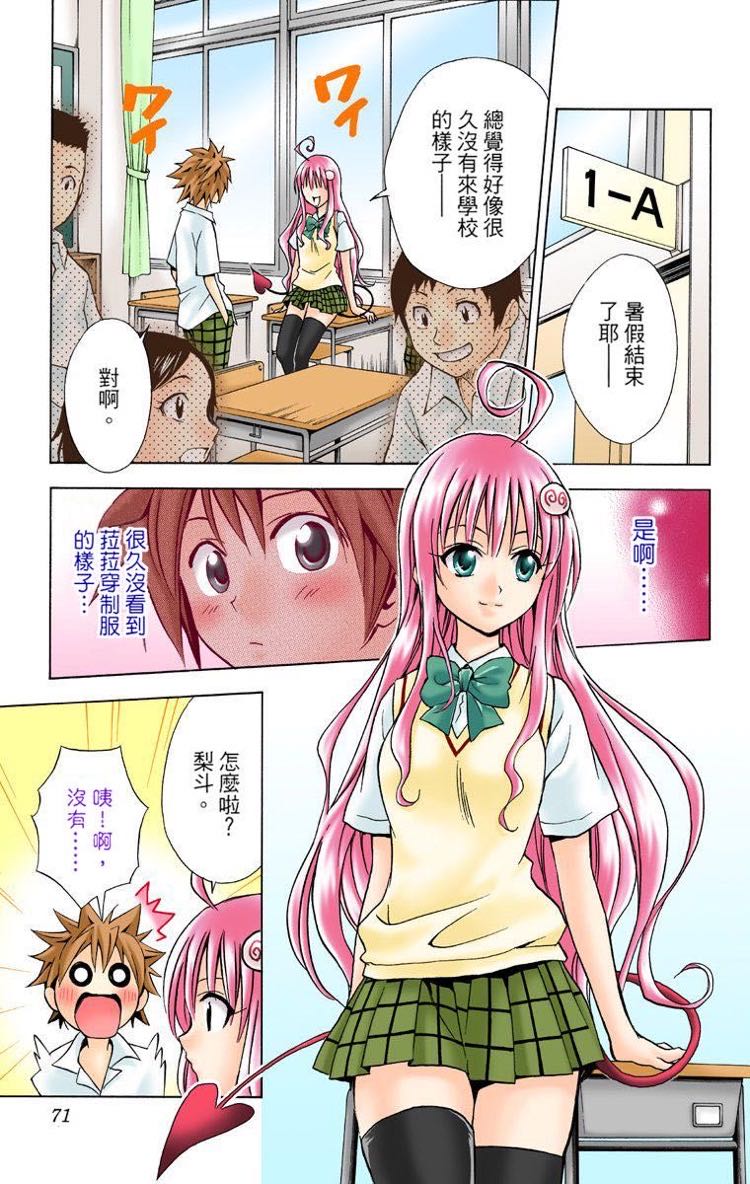 1-A
暑假結束
了耶——
總覺得好像很
久沒有來學校
的樣子——
ワイ
ワイ
對啊。
是啊……
很久沒看到
菈菈穿制服
的樣子…
怎麼啦?
梨斗。
咦!啊,
沒有……
71